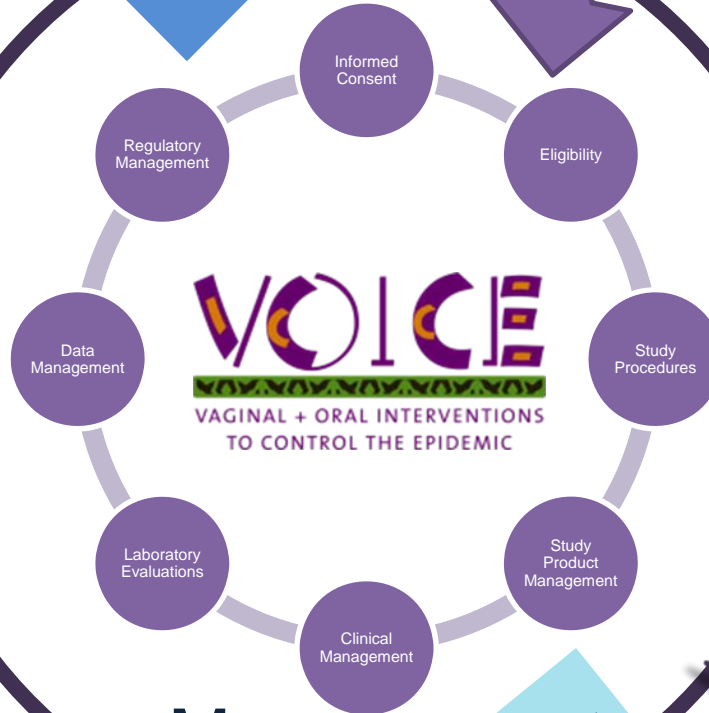 Informed
Consent
Eligibility
Study
Procedures
Study
Product
Management
Clinical
Management
Laboratory
Evaluations
Data
Management
Regulatory
Management
VOICE
VAGINAL + ORAL INTERVENTIONS
TO CONTROL THE EPIDEMIC